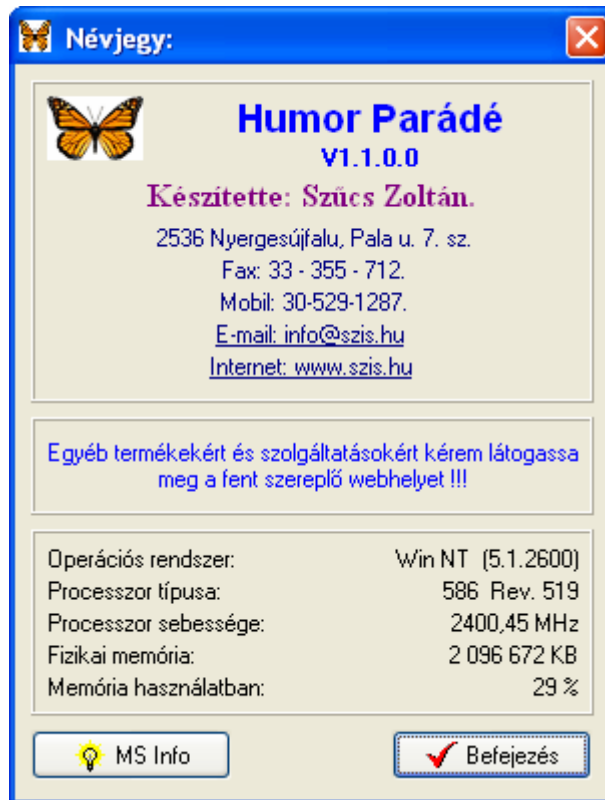 Névjegy:
Humor Parádé
V1.1.0.0
Készítette: Szűcs Zoltán.
2536 Nyergesújfalu, Pala u. 7. sz.
Fax: 33 - 355 - 712.
Mobil: 30-529-1287.
E-mail: info@szis.hu
Internet: www.szis.hu
Egyéb termékekért és szolgáltatásokért kérem látogassa
meg a fent szereplő webhelyet !!!
Operációs rendszer: Win NT (5.1.2600)
Processzor típusa: 586 Rev. 519
Processzor sebessége: 2400,45 MHz
Fizikai memória: 2 096 672 KB
Memória használatban: 29 %
MS Info Befejezés